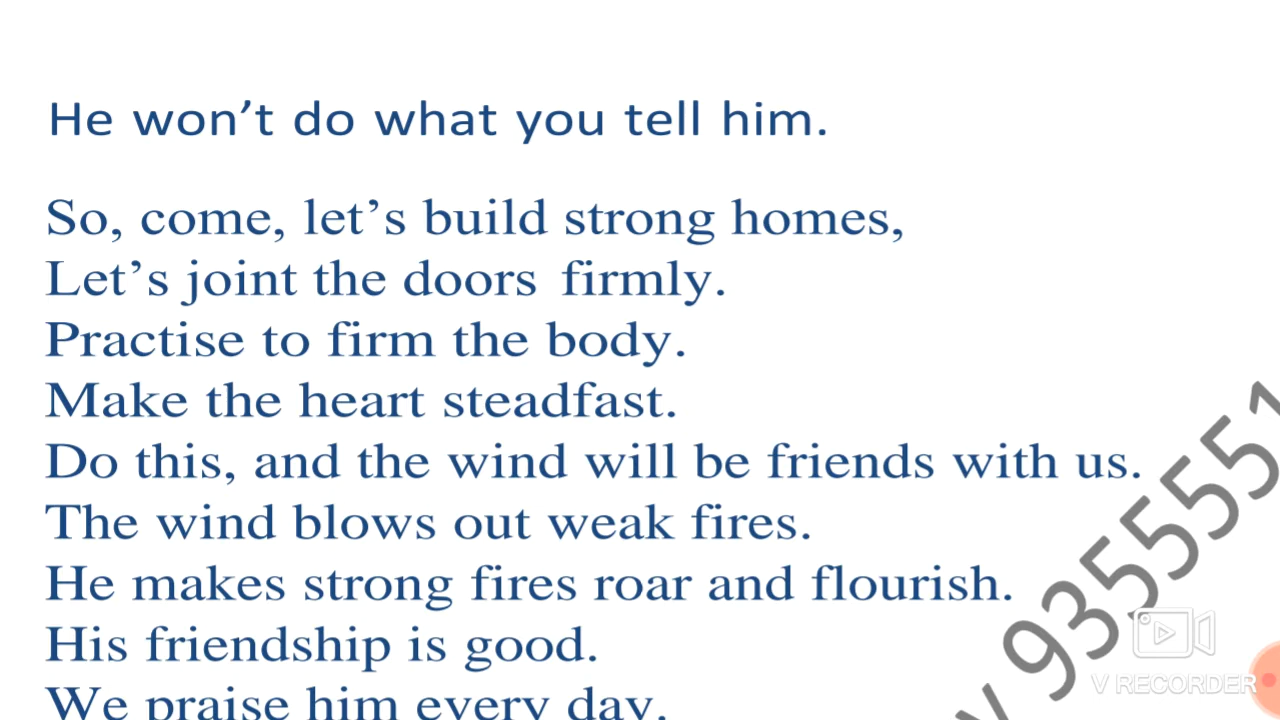 He won’t do what you tell him.
So, come, let’s build strong homes,
Let’s joint the doors firmly.
Practise to firm the body.
Make the heart steadfast.
Do this, and the wind will be friends with us.
The wind blows out weak fires.
He makes strong fires roar and flourish.
His friendship is good.
We praise him every day.
y 9355551
V RECORDER